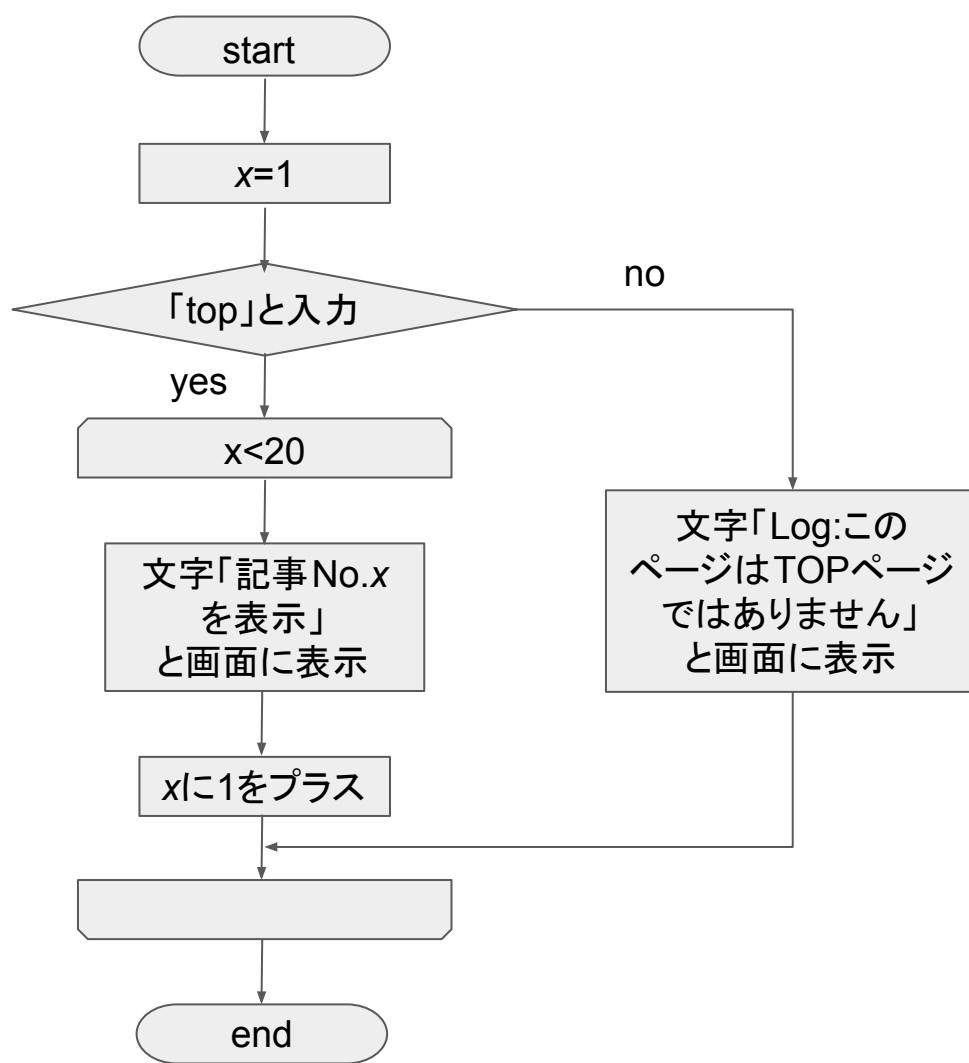 start
x=1
「top」と入力
no
yes
x<20
文字「記事No.x
を表示」
と画面に表示
文字「Log:この
ページはTOPページ
ではありません」
と画面に表示
xに1をプラス
end